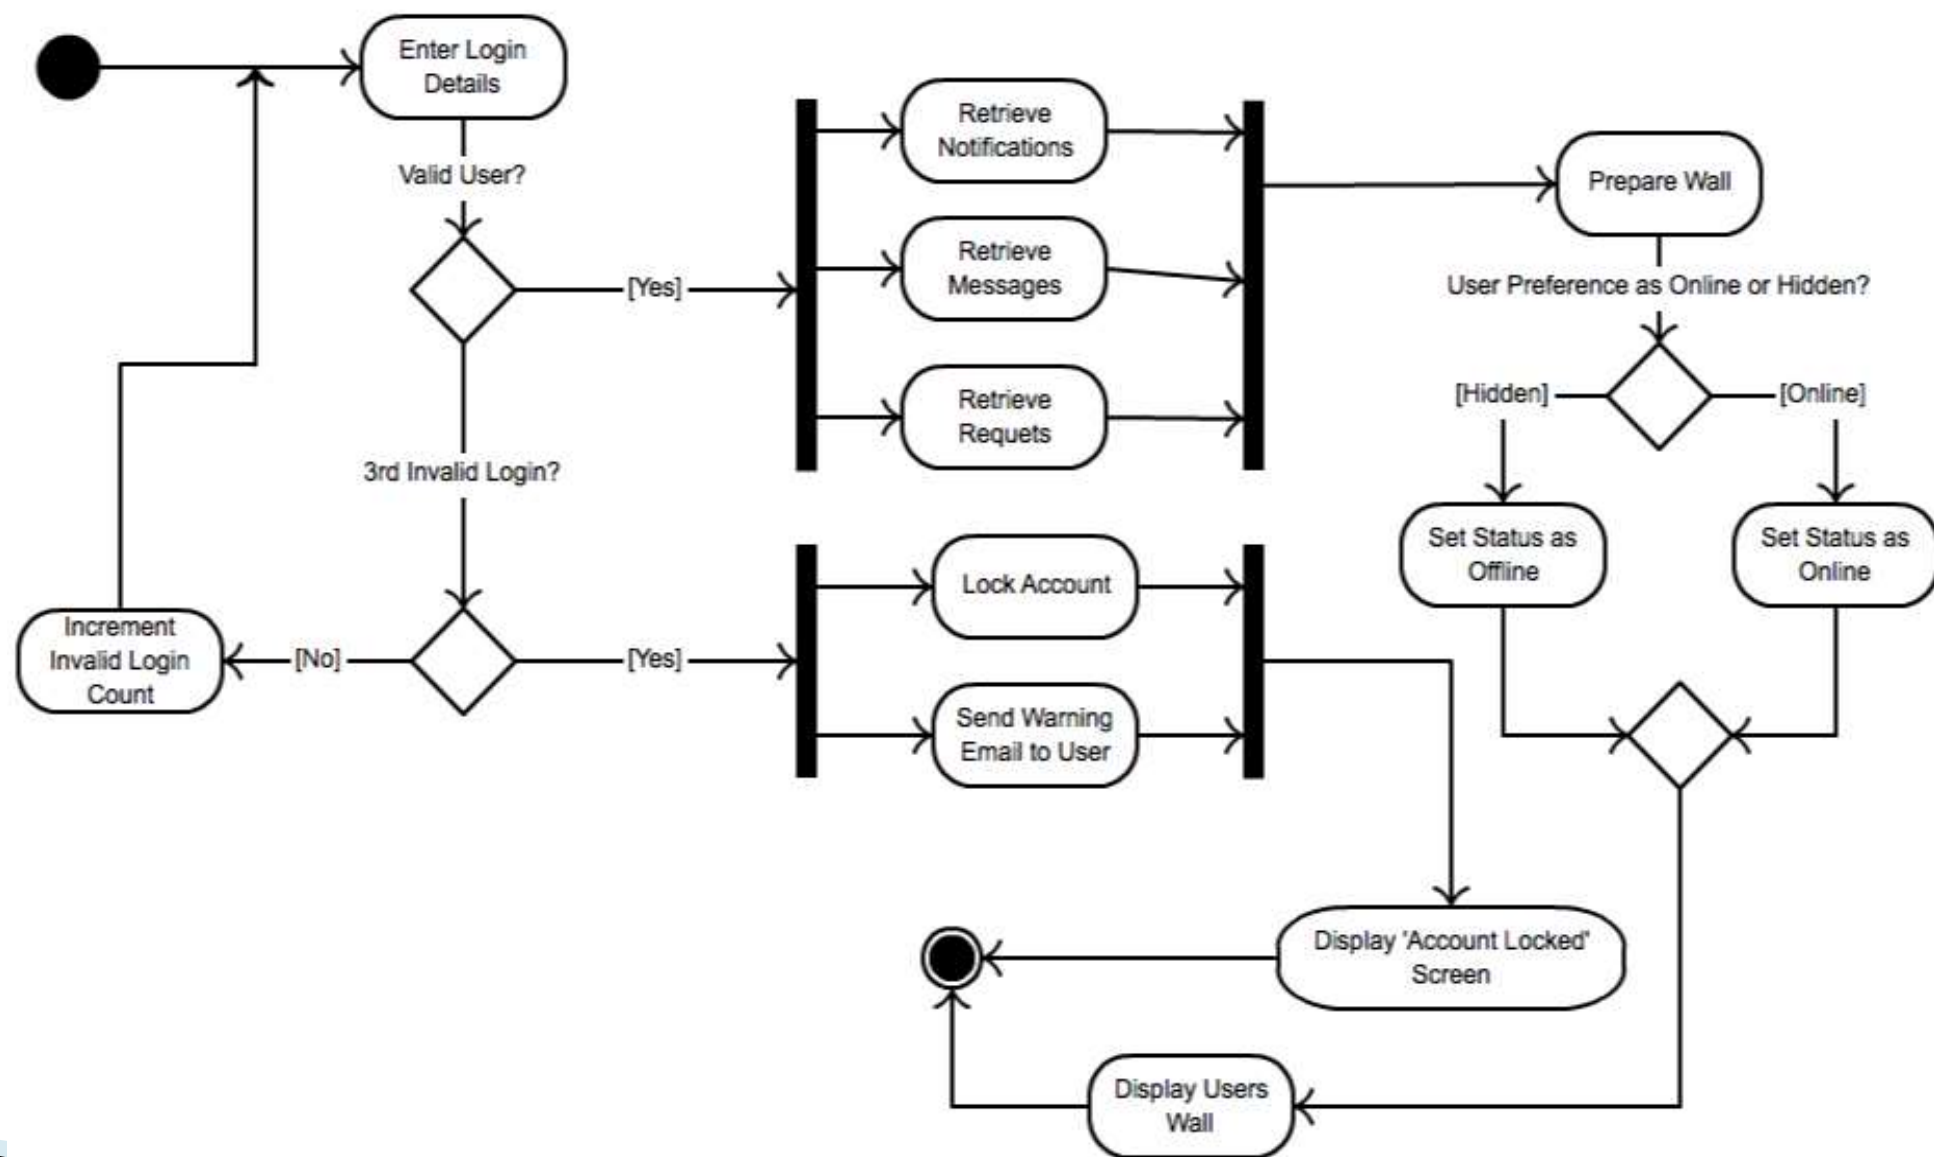 Enter Login
Details
Valid User?
[Yes]
Retrieve
Notifications
Retrieve
Messages
Retrieve
Requets
Prepare Wall
User Preference as Online or Hidden?
[Hidden]
[Online]
Set Status as
Offline
Set Status as
Online
3rd Invalid Login?
[No]
Increment
Invalid Login
Count
[Yes]
Lock Account
Send Warning
Email to User
Display 'Account Locked'
Screen
Display Users
Wall